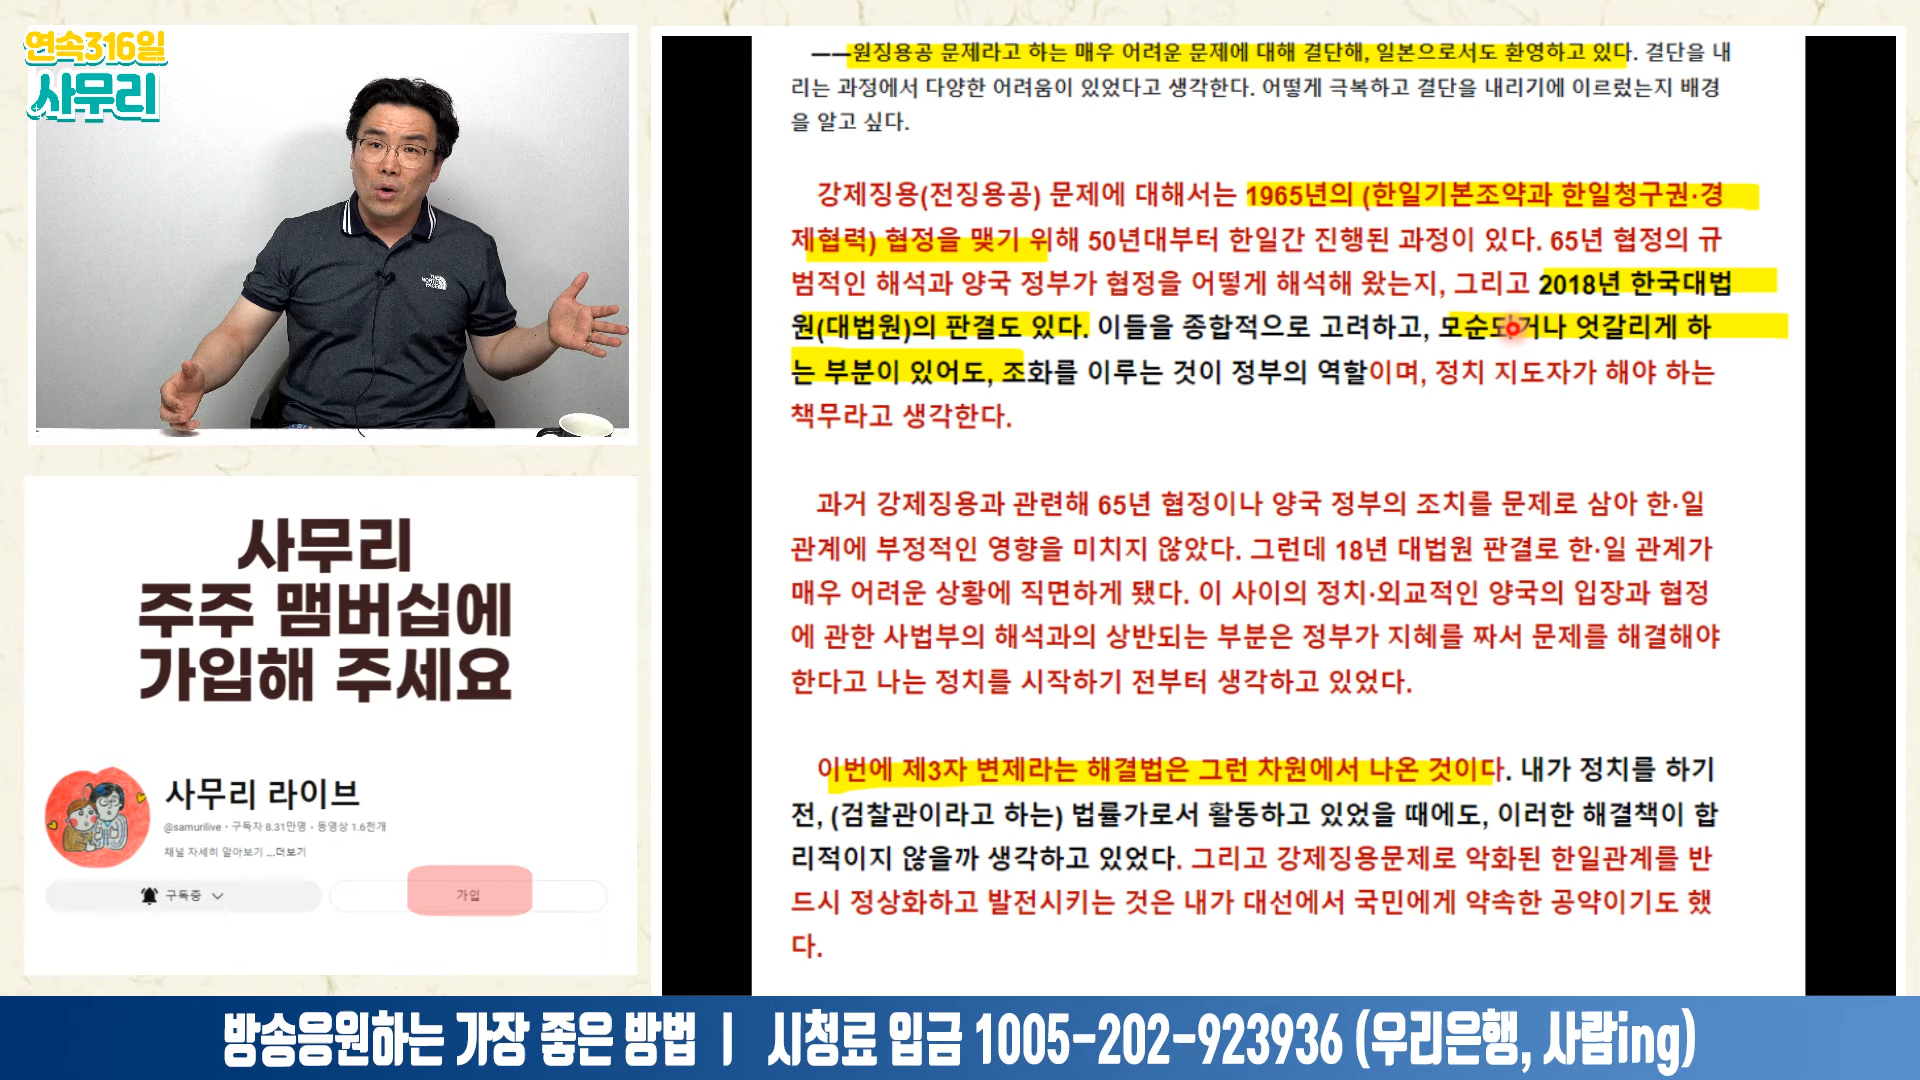 연속316일
사무리
THE NORTH FACE
사무리
주주 맴버십에
가입해 주세요
사무리 라이브
@samurilive · 구독자 8.31만명 · 동영상 1.6천개
채널 자세히 알아보기 ...더보기
구독중
가입
――원징용공 문제라고 하는 매우 어려운 문제에 대해 결단해, 일본으로서도 환영하고 있다. 결단을 내
리는 과정에서 다양한 어려움이 있었다고 생각한다. 어떻게 극복하고 결단을 내리기에 이르렀는지 배경
을 알고 싶다.
강제징용(전징용공) 문제에 대해서는 1965년의 (한일기본조약과 한일청구권·경
제협력) 협정을 맺기 위해 50년대부터 한일간 진행된 과정이 있다. 65년 협정의 규
범적인 해석과 양국 정부가 협정을 어떻게 해석해 왔는지, 그리고 2018년 한국대법
원(대법원)의 판결도 있다. 이들을 종합적으로 고려하고, 모순되거나 엇갈리게 하
는 부분이 있어도, 조화를 이루는 것이 정부의 역할이며, 정치 지도자가 해야 하는
책무라고 생각한다.
과거 강제징용과 관련해 65년 협정이나 양국 정부의 조치를 문제로 삼아 한·일
관계에 부정적인 영향을 미치지 않았다. 그런데 18년 대법원 판결로 한·일 관계가
매우 어려운 상황에 직면하게 됐다. 이 사이의 정치·외교적인 양국의 입장과 협정
에 관한 사법부의 해석과의 상반되는 부분은 정부가 지혜를 짜서 문제를 해결해야
한다고 나는 정치를 시작하기 전부터 생각하고 있었다.
이번에 제3자 변제라는 해결법은 그런 차원에서 나온 것이다. 내가 정치를 하기
전, (검찰관이라고 하는) 법률가로서 활동하고 있었을 때에도, 이러한 해결책이 합
리적이지 않을까 생각하고 있었다. 그리고 강제징용문제로 악화된 한일관계를 반
드시 정상화하고 발전시키는 것은 내가 대선에서 국민에게 약속한 공약이기도 했
다.
방송응원하는 가장 좋은 방법 ㅣ 시청료 입금 1005-202-923936 (우리은행, 사람ing)